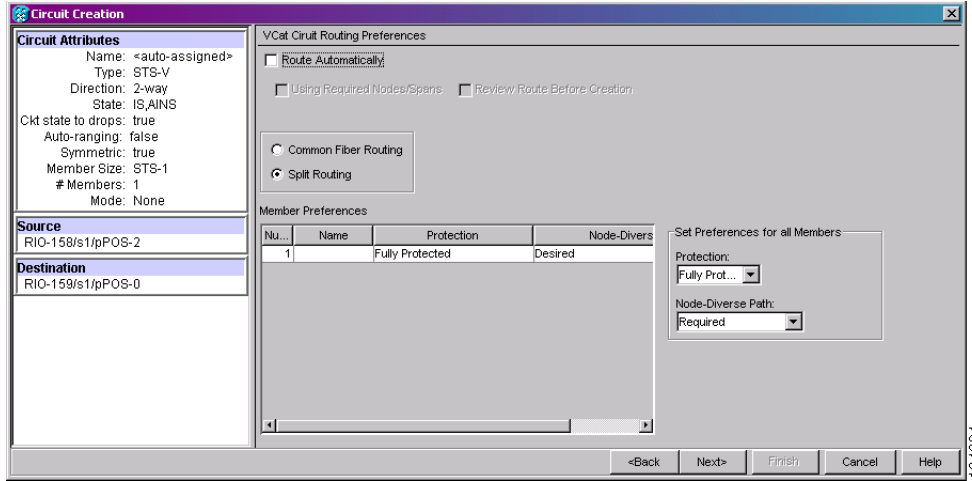 Circuit Creation
Circuit Attributes
Name: <auto-assigned>
Type: STS-V
Direction: 2-way
State: IS,AINS
Ckt state to drops: true
Auto-ranging: false
Symmetric: true
Member Size: STS-1
# Members: 1
Mode: None
Source
RIO-158/s1/pPOS-2
Destination
RIO-159/s1/pPOS-0
VCat Ciruit Routing Preferences
Route Automatically
Using Required Nodes/Spans Review Route Before Creation
Common Fiber Routing
Split Routing
Member Preferences
Nu... Name Protection Node-Divers
1 Fully Protected Desired
Set Preferences for all Members
Protection:
Fully Prot...
Node-Diverse Path:
Required
<Back Next> Finish Cancel Help